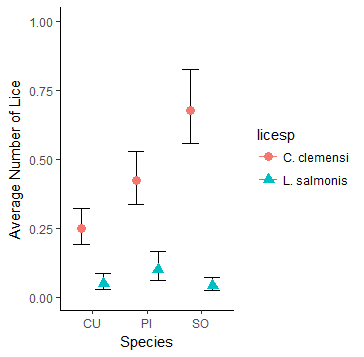 1.00
0.75
0.50
0.25
0.00
Average Number of Lice
CU PI SO
Species
licesp
C. clemensi
L. salmonis